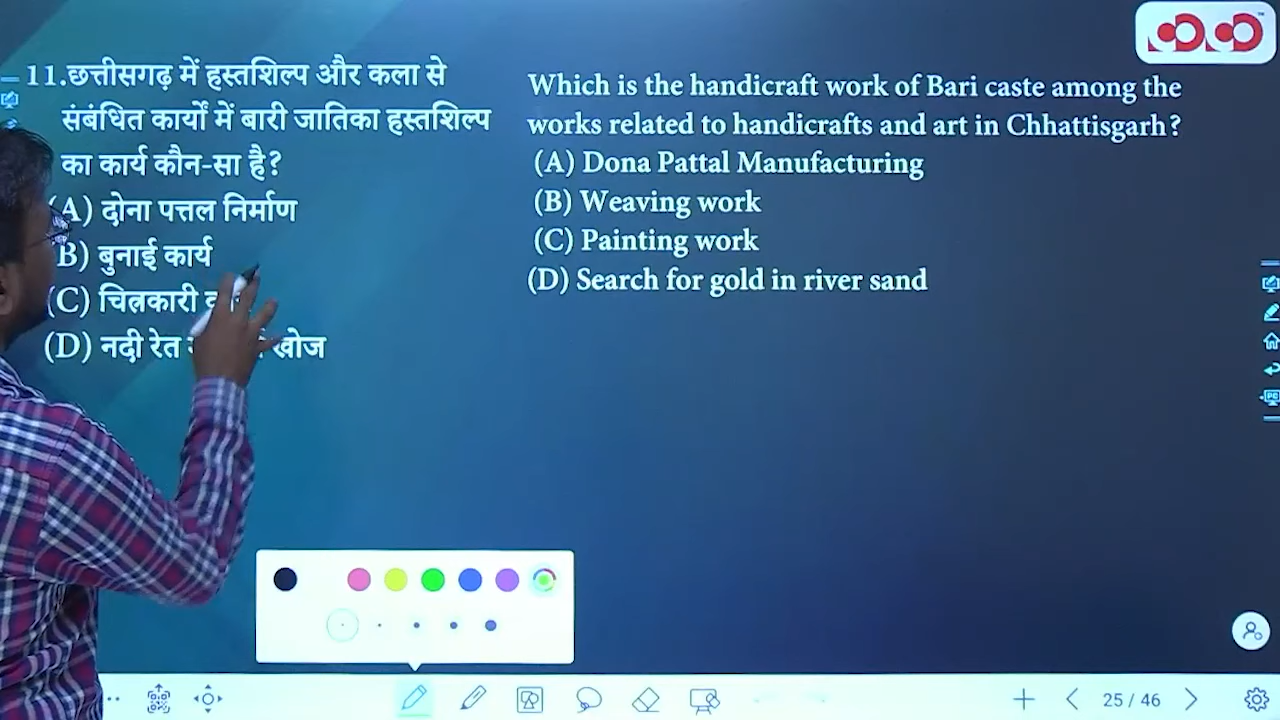 11.छत्तीसगढ़ में हस्तशिल्प और कला से
संबंधित कार्यों में बारी जातिका हस्तशिल्प
का कार्य कौन-सा है?
(A) दोना पत्तल निर्माण
B) बुनाई कार्य
(C) चित्रकारी
(D) नदी रेत खोज
Which is the handicraft work of Bari caste among the
works related to handicrafts and art in Chhattisgarh?
(A) Dona Pattal Manufacturing
(B) Weaving work
(C) Painting work
(D) Search for gold in river sand
25 / 46